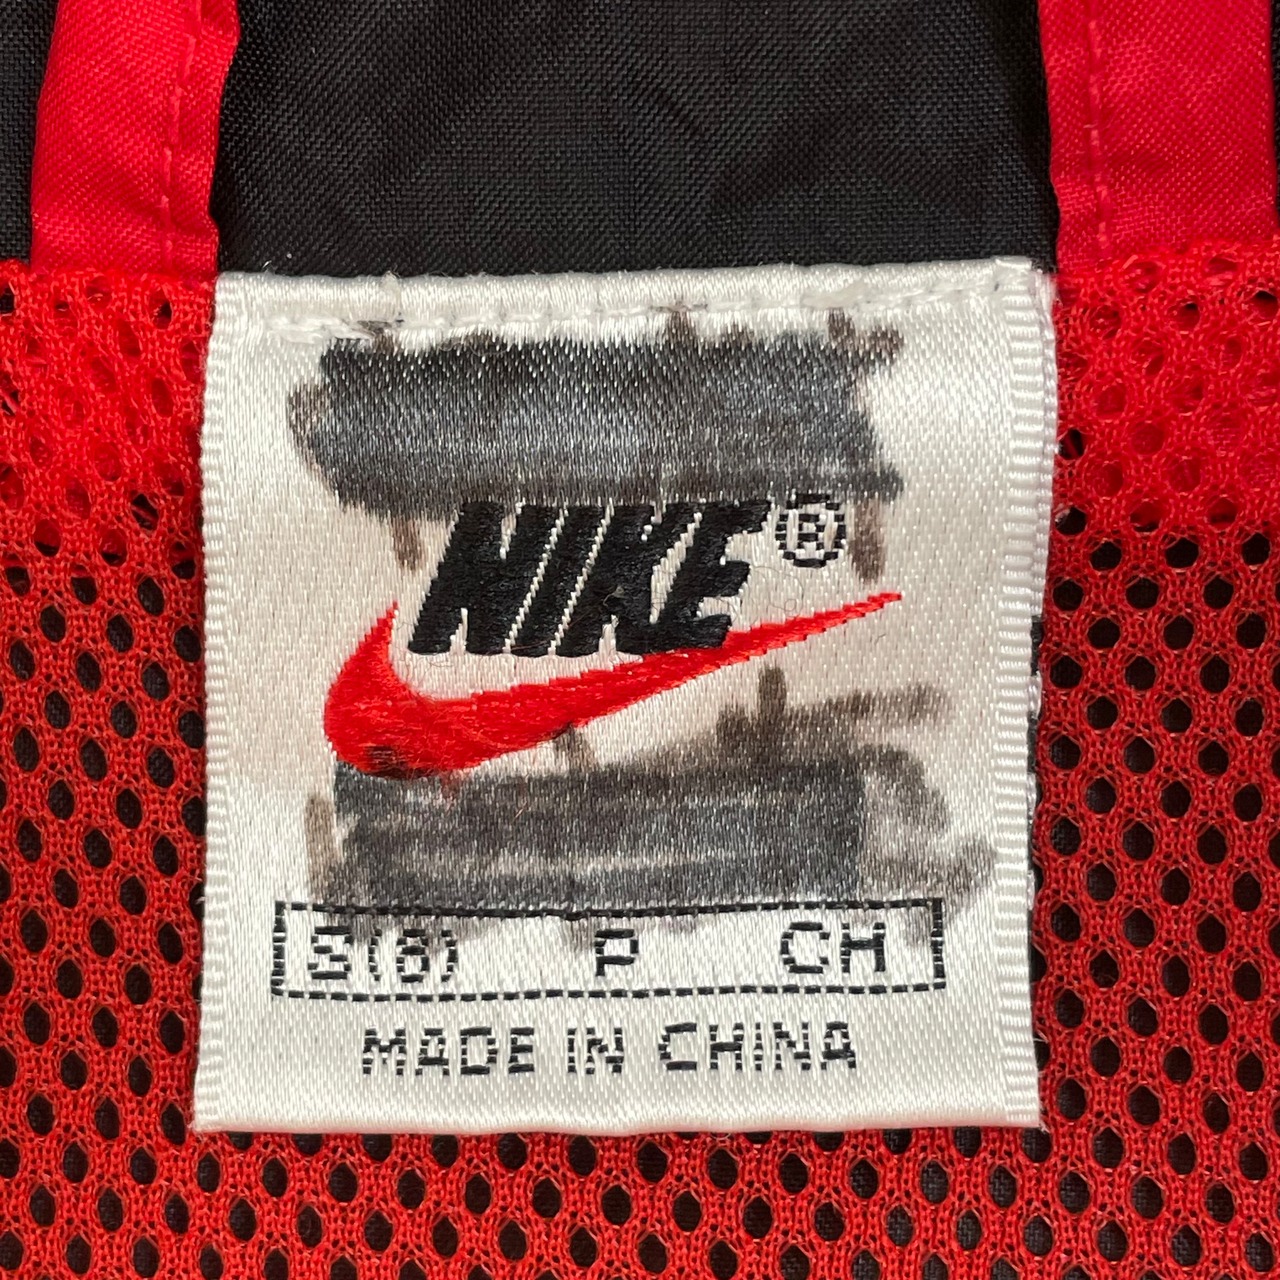 NIKE®
S(8) P CH
MADE IN CHINA